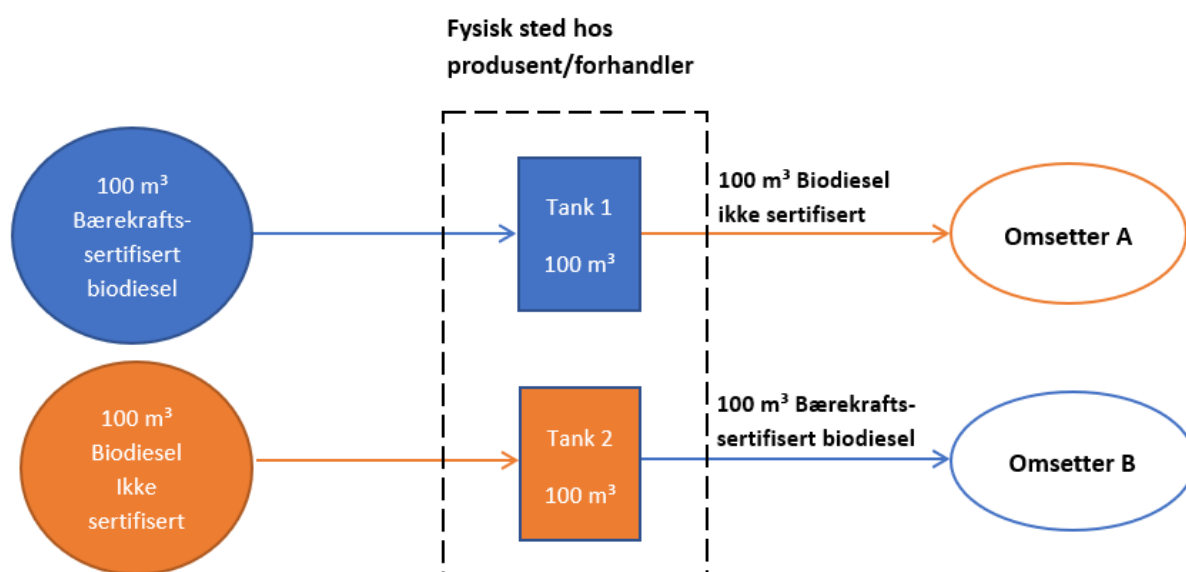 Fysisk sted hos
produsent/forhandler
100 m³
Bærekrafts-
sertifisert
biodiesel
Tank 1
100 m³
100 m³ Biodiesel
ikke sertifisert
Omsetter A
100 m³
Biodiesel
Ikke
sertifisert
Tank 2
100 m³
100 m³ Bærekrafts-
sertifisert biodiesel
Omsetter B